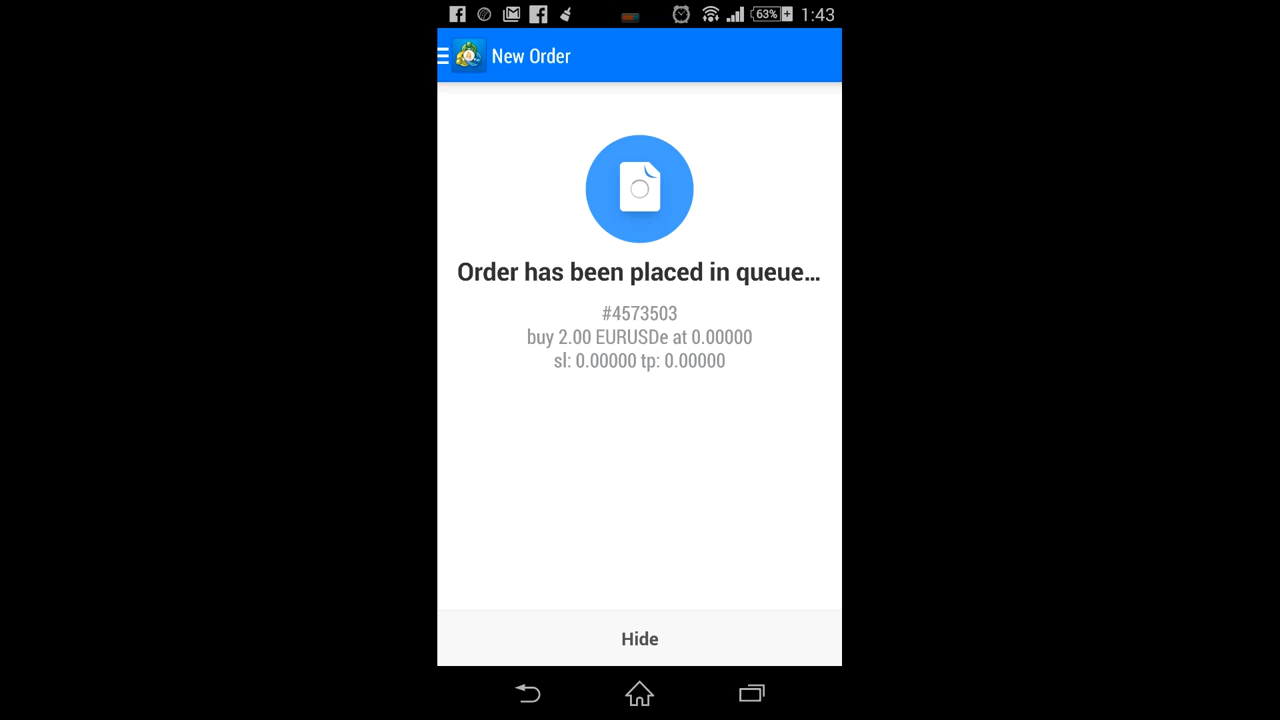 63% 1:43
New Order
Order has been placed in queue...
#4573503
buy 2.00 EURUSDe at 0.00000
sl: 0.00000 tp: 0.00000
Hide